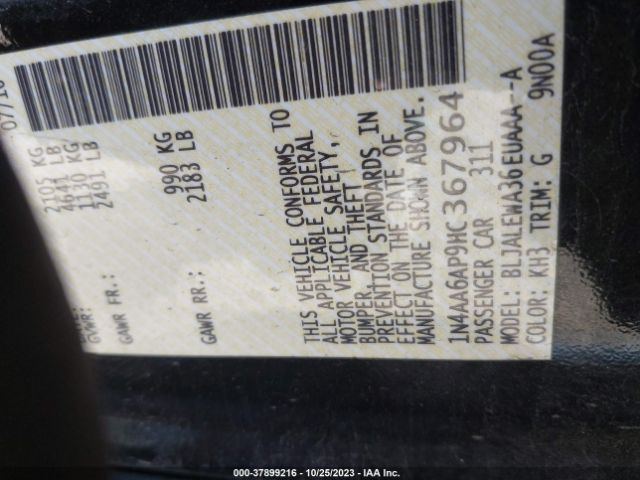 07/16
GVWR: 2105 KG
4641 LB
GAWR FR.: 1130 KG
2491 LB
GAWR RR.: 990 KG
2183 LB
THIS VEHICLE CONFORMS TO
ALL APPLICABLE FEDERAL
MOTOR VEHICLE SAFETY,
BUMPER AND THEFT
PREVENTION STANDARDS IN
EFFECT ON THE DATE OF
MANUFACTURE SHOWN ABOVE.
1N4AA6AP9HC367964
PASSENGER CAR 311
MODEL: BLJALEWA36EUAAA--A
COLOR: KH3 TRIM: G 9N00A
000-37899216 - 10/25/2023 - IAA Inc.